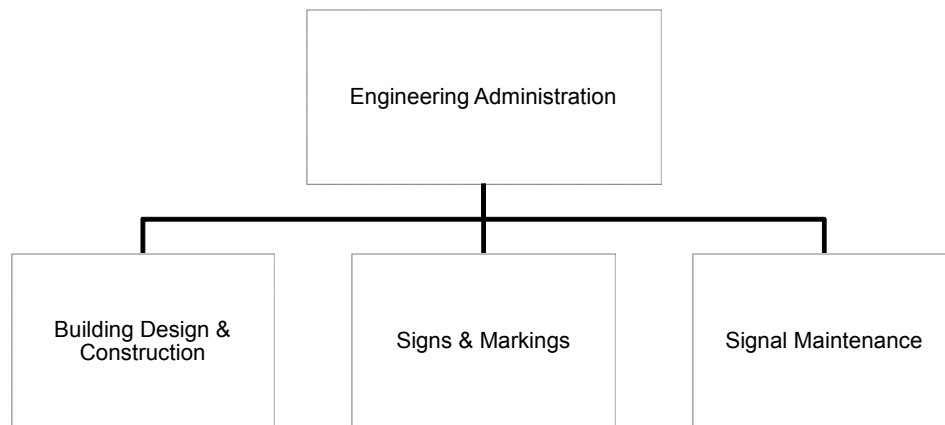 Engineering Administration
Building Design &
Construction
Signs & Markings
Signal Maintenance